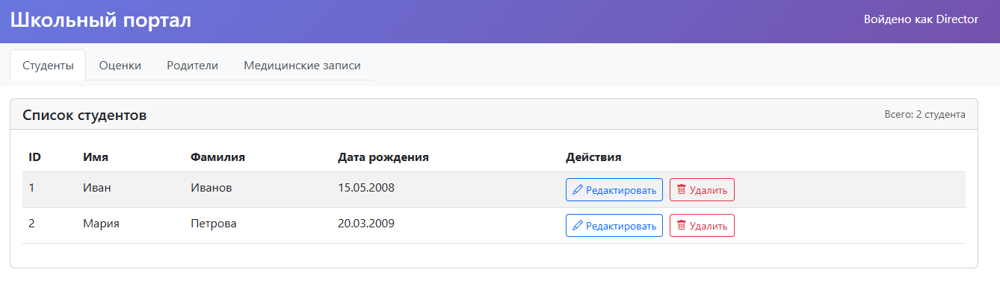 Школьный портал
Войдено как Director
Студенты Оценки Родители Медицинские записи
Список студентов
Всего: 2 студента
ID Имя Фамилия Дата рождения Действия
1 Иван Иванов 15.05.2008 Редактировать Удалить
2 Мария Петрова 20.03.2009 Редактировать Удалить